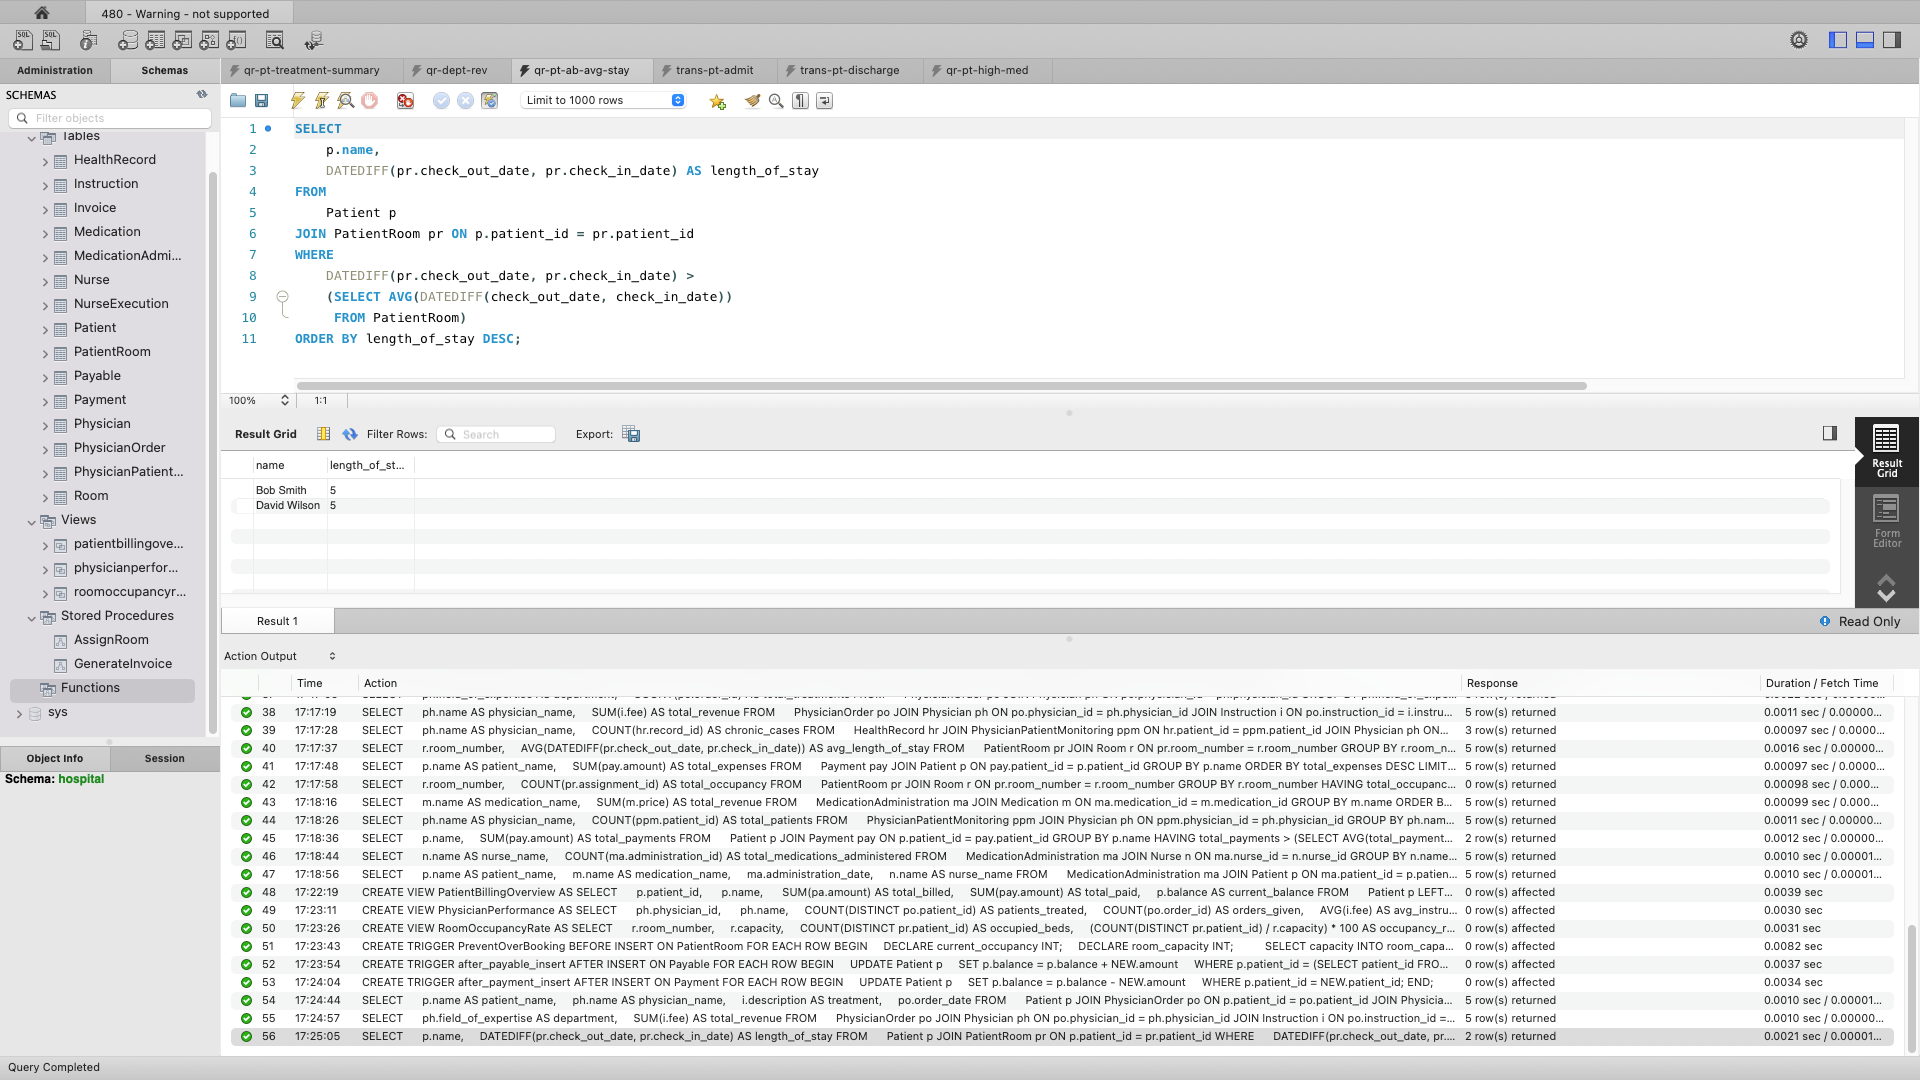 480 - Warning - not supported
Administration
Schemas
qr-pt-treatment-summary
qr-dept-rev
qr-pt-ab-avg-stay
trans-pt-admit
trans-pt-discharge
qr-pt-high-med
SCHEMAS
Filter objects
Tables
HealthRecord
Instruction
Invoice
Medication
MedicationAdmi...
Nurse
NurseExecution
Patient
PatientRoom
Payable
Payment
Physician
PhysicianOrder
PhysicianPatient...
Room
Views
patientbillingove...
physicianperfor...
roomoccupancyr...
Stored Procedures
AssignRoom
GenerateInvoice
Functions
sys
Object Info
Session
Schema: hospital
Limit to 1000 rows
1 SELECT
2 p.name,
3 DATEDIFF(pr.check_out_date, pr.check_in_date) AS length_of_stay
4 FROM
5 Patient p
6 JOIN PatientRoom pr ON p.patient_id = pr.patient_id
7 WHERE
8 DATEDIFF(pr.check_out_date, pr.check_in_date) >
9 (SELECT AVG(DATEDIFF(check_out_date, check_in_date))
10 FROM PatientRoom)
11 ORDER BY length_of_stay DESC;
100% 1:1
Result Grid Filter Rows: Search Export:
name length_of_st...
Bob Smith 5
David Wilson 5
Result Grid
Form Editor
Result 1
Read Only
Action Output
Time Action Response Duration / Fetch Time
38 17:17:19 SELECT ph.name AS physician_name, SUM(i.fee) AS total_revenue FROM PhysicianOrder po JOIN Physician ph ON po.physician_id = ph.physician_id JOIN Instruction i ON po.instruction_id = i.instru... 5 row(s) returned 0.0011 sec / 0.00000...
39 17:17:28 SELECT ph.name AS physician_name, COUNT(hr.record_id) AS chronic_cases FROM HealthRecord hr JOIN PhysicianPatientMonitoring ppm ON hr.patient_id = ppm.patient_id JOIN Physician ph ON... 3 row(s) returned 0.00097 sec / 0.000...
40 17:17:37 SELECT r.room_number, AVG(DATEDIFF(pr.check_out_date, pr.check_in_date)) AS avg_length_of_stay FROM PatientRoom pr JOIN Room r ON pr.room_number = r.room_number GROUP BY r.room_n... 5 row(s) returned 0.0016 sec / 0.00000...
41 17:17:48 SELECT p.name AS patient_name, SUM(pay.amount) AS total_expenses FROM Payment pay JOIN Patient p ON pay.patient_id = p.patient_id GROUP BY p.name ORDER BY total_expenses DESC LIMIT... 5 row(s) returned 0.00097 sec / 0.000...
42 17:17:58 SELECT r.room_number, COUNT(pr.assignment_id) AS total_occupancy FROM PatientRoom pr JOIN Room r ON pr.room_number = r.room_number GROUP BY r.room_number HAVING total_occupanc... 0 row(s) returned 0.00098 sec / 0.000...
43 17:18:16 SELECT m.name AS medication_name, SUM(m.price) AS total_revenue FROM MedicationAdministration ma JOIN Medication m ON ma.medication_id = m.medication_id GROUP BY m.name ORDER B... 5 row(s) returned 0.00099 sec / 0.000...
44 17:18:26 SELECT ph.name AS physician_name, COUNT(ppm.patient_id) AS total_patients FROM PhysicianPatientMonitoring ppm JOIN Physician ph ON ppm.physician_id = ph.physician_id GROUP BY ph.nam... 5 row(s) returned 0.0011 sec / 0.00000...
45 17:18:36 SELECT p.name, SUM(pay.amount) AS total_payments FROM Patient p JOIN Payment pay ON p.patient_id = pay.patient_id GROUP BY p.name HAVING total_payments > (SELECT AVG(total_payment... 2 row(s) returned 0.0012 sec / 0.00000...
46 17:18:44 SELECT n.name AS nurse_name, COUNT(ma.administration_id) AS total_medications_administered FROM MedicationAdministration ma JOIN Nurse n ON ma.nurse_id = n.nurse_id GROUP BY n.name... 5 row(s) returned 0.0010 sec / 0.00001...
47 17:18:56 SELECT p.name AS patient_name, m.name AS medication_name, ma.administration_date, n.name AS nurse_name FROM MedicationAdministration ma JOIN Patient p ON ma.patient_id = p.patien... 5 row(s) returned 0.0010 sec / 0.00001...
48 17:22:19 CREATE VIEW PatientBillingOverview AS SELECT p.patient_id, p.name, SUM(pa.amount) AS total_billed, SUM(pay.amount) AS total_paid, p.balance AS current_balance FROM Patient p LEFT... 0 row(s) affected 0.0039 sec
49 17:23:11 CREATE VIEW PhysicianPerformance AS SELECT ph.physician_id, ph.name, COUNT(DISTINCT po.patient_id) AS patients_treated, COUNT(po.order_id) AS orders_given, AVG(i.fee) AS avg_instru... 0 row(s) affected 0.0030 sec
50 17:23:26 CREATE VIEW RoomOccupancyRate AS SELECT r.room_number, r.capacity, COUNT(DISTINCT pr.patient_id) AS occupied_beds, (COUNT(DISTINCT pr.patient_id) / r.capacity) * 100 AS occupancy_r... 0 row(s) affected 0.0031 sec
51 17:23:43 CREATE TRIGGER PreventOverBooking BEFORE INSERT ON PatientRoom FOR EACH ROW BEGIN DECLARE current_occupancy INT; DECLARE room_capacity INT; SELECT capacity INTO room_capa... 0 row(s) affected 0.0082 sec
52 17:23:54 CREATE TRIGGER after_payable_insert AFTER INSERT ON Payable FOR EACH ROW BEGIN UPDATE Patient p SET p.balance = p.balance + NEW.amount WHERE p.patient_id = (SELECT patient_id FRO... 0 row(s) affected 0.0037 sec
53 17:24:04 CREATE TRIGGER after_payment_insert AFTER INSERT ON Payment FOR EACH ROW BEGIN UPDATE Patient p SET p.balance = p.balance - NEW.amount WHERE p.patient_id = NEW.patient_id; END; 0 row(s) affected 0.0034 sec
54 17:24:44 SELECT p.name AS patient_name, ph.name AS physician_name, i.description AS treatment, po.order_date FROM Patient p JOIN PhysicianOrder po ON p.patient_id = po.patient_id JOIN Physicia... 5 row(s) returned 0.0010 sec / 0.00001...
55 17:24:57 SELECT ph.field_of_expertise AS department, SUM(i.fee) AS total_revenue FROM PhysicianOrder po JOIN Physician ph ON po.physician_id = ph.physician_id JOIN Instruction i ON po.instruction_id =... 5 row(s) returned 0.0010 sec / 0.00000...
56 17:25:05 SELECT p.name, DATEDIFF(pr.check_out_date, pr.check_in_date) AS length_of_stay FROM Patient p JOIN PatientRoom pr ON p.patient_id = pr.patient_id WHERE DATEDIFF(pr.check_out_date, pr.... 2 row(s) returned 0.0021 sec / 0.00001...
Query Completed